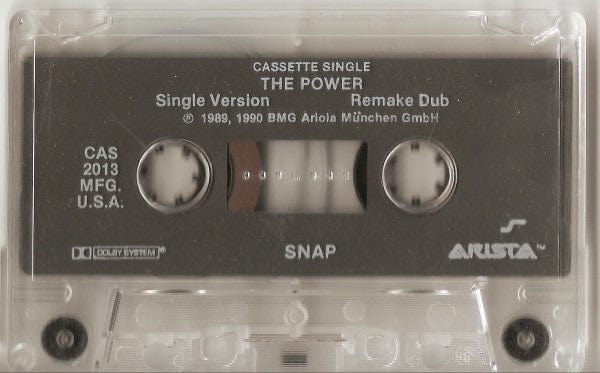 CASSETTE SINGLE
THE POWER
Single Version Remake Dub
℗ 1989, 1990 BMG Ariola München GmbH
CAS
2013
MFG.
U.S.A.
DOLBY SYSTEM®
SNAP
ARISTA™